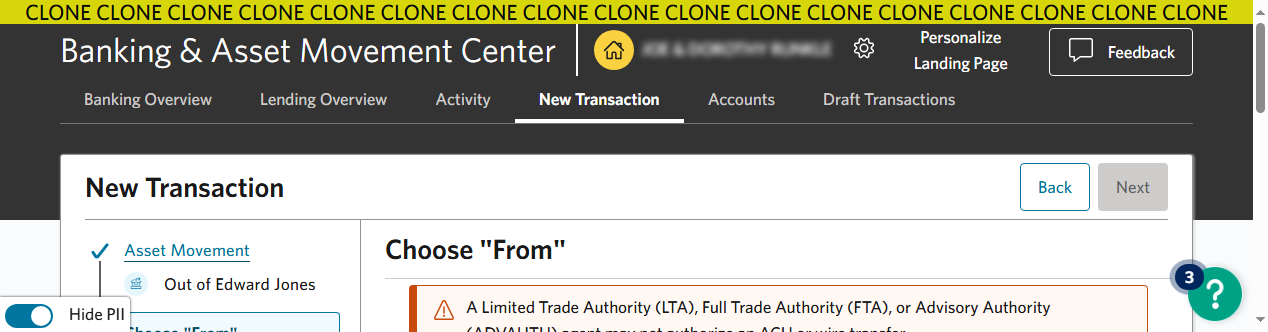 CLONE CLONE CLONE CLONE CLONE CLONE CLONE CLONE CLONE CLONE CLONE CLONE CLONE CLONE CLONE CLONE CLONE
Banking & Asset Movement Center
Personalize
Landing Page
Feedback
Banking Overview Lending Overview Activity New Transaction Accounts Draft Transactions
New Transaction
Back Next
Asset Movement
Out of Edward Jones
Choose "From"
A Limited Trade Authority (LTA), Full Trade Authority (FTA), or Advisory Authority
(ADVAUTH) agent may not authorize an ACH or wire transfer
3
?
Hide PII
Choose "From"